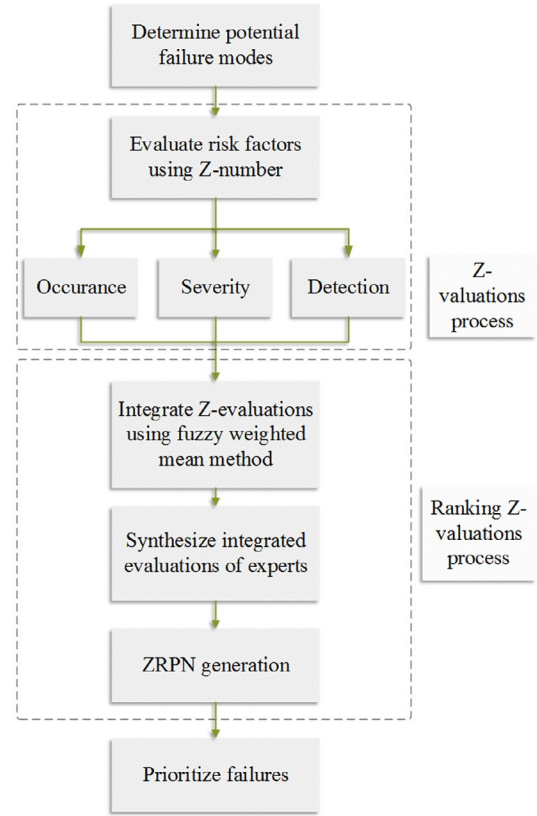 Determine potential
failure modes
Evaluate risk factors
using Z-number
Occurance
Severity
Detection
Z-
valuations
process
Integrate Z-evaluations
using fuzzy weighted
mean method
Synthesize integrated
evaluations of experts
Ranking Z-
valuations
process
ZRPN generation
Prioritize failures